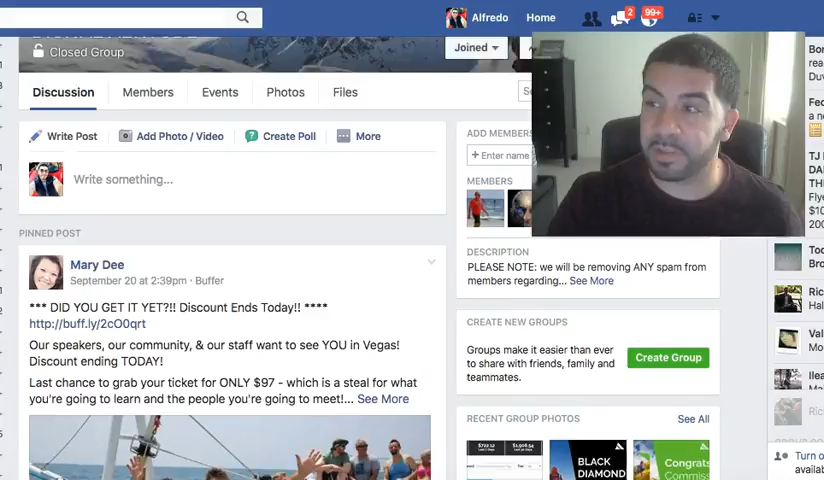 Alfredo
Home
2
99+
Closed Group
Joined
Discussion
Members
Events
Photos
Files
Write Post
Add Photo / Video
Create Poll
More
Write something...
PINNED POST
Mary Dee
September 20 at 2:39pm · Buffer
*** DID YOU GET IT YET?!! Discount Ends Today!! ****
http://buff.ly/2cO0qrt
Our speakers, our community, & our staff want to see YOU in Vegas!
Discount ending TODAY!
Last chance to grab your ticket for ONLY $97 - which is a steal for what
you're going to learn and the people you're going to meet!... See More
ADD MEMBERS
+ Enter name
MEMBERS
DESCRIPTION
PLEASE NOTE: we will be removing ANY spam from
members regarding... See More
CREATE NEW GROUPS
Groups make it easier than ever
to share with friends, family and
teammates.
Create Group
RECENT GROUP PHOTOS
See All
BLACK
DIAMOND
Congrats
Commiss
Turn o
availab